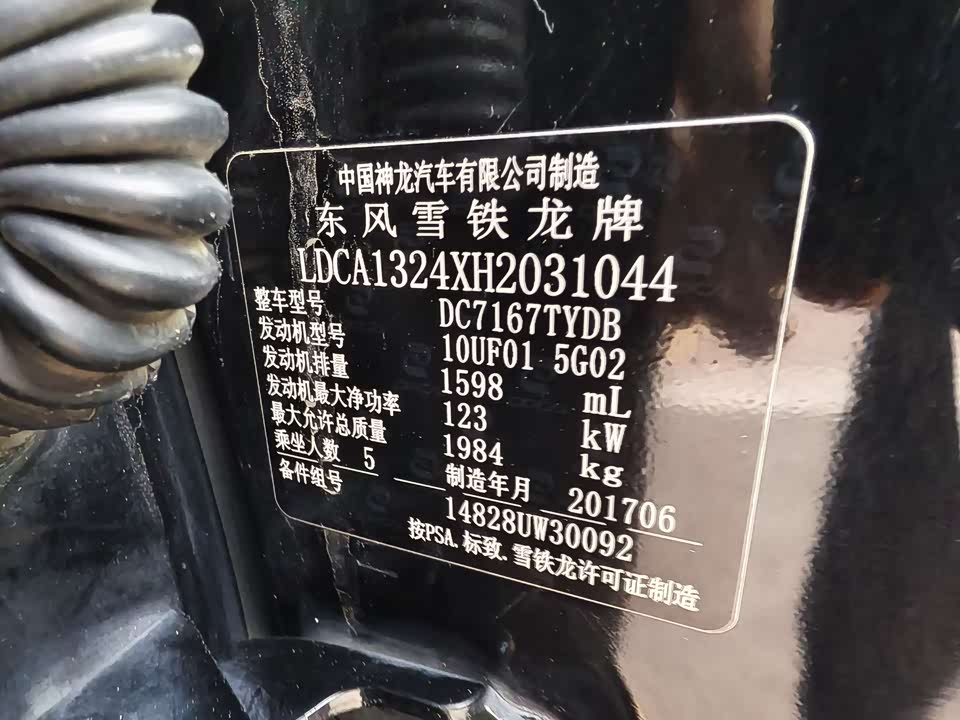 中国神龙汽车有限公司制造
东风雪铁龙牌
LDCA1324XH2031044
整车型号 DC7167TYDB
发动机型号 10UF01 5G02
发动机排量 1598 mL
发动机最大净功率 123 kW
最大允许总质量 1984 kg
乘坐人数 5 制造年月 201706
备件组号 14828UW30092
按PSA.标致.雪铁龙许可证制造